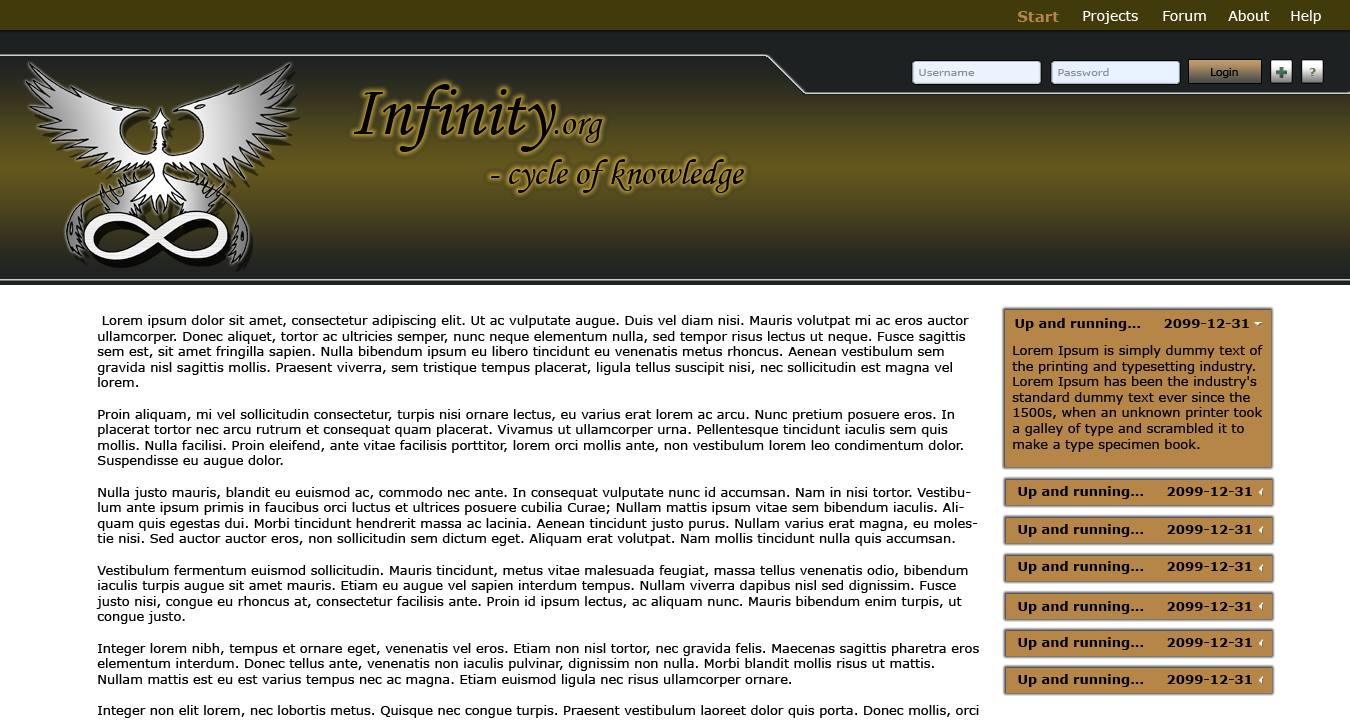 Start Projects Forum About Help
Username Password Login ?
Infinity.org
- cycle of knowledge
Lorem ipsum dolor sit amet, consectetur adipiscing elit. Ut ac vulputate augue. Duis vel diam nisi. Mauris volutpat mi ac eros auctor
ullamcorper. Donec aliquet, tortor ac ultricies semper, nunc neque elementum nulla, sed tempor risus lectus ut neque. Fusce sagittis
sem est, sit amet fringilla sapien. Nulla bibendum ipsum eu libero tincidunt eu venenatis metus rhoncus. Aenean vestibulum sem
gravida nisl sagittis mollis. Praesent viverra, sem tristique tempus placerat, ligula tellus suscipit nisi, nec sollicitudin est magna vel
lorem.
Proin aliquam, mi vel sollicitudin consectetur, turpis nisi ornare lectus, eu varius erat lorem ac arcu. Nunc pretium posuere eros. In
placerat tortor nec arcu rutrum et consequat quam placerat. Vivamus ut ullamcorper urna. Pellentesque tincidunt iaculis sem quis
mollis. Nulla facilisi. Proin eleifend, ante vitae facilisis porttitor, lorem orci mollis ante, non vestibulum lorem leo condimentum dolor.
Suspendisse eu augue dolor.
Nulla justo mauris, blandit eu euismod ac, commodo nec ante. In consequat vulputate nunc id accumsan. Nam in nisi tortor. Vestibu-
lum ante ipsum primis in faucibus orci luctus et ultrices posuere cubilia Curae; Nullam mattis ipsum vitae sem bibendum iaculis. Ali-
quam quis egestas dui. Morbi tincidunt hendrerit massa ac lacinia. Aenean tincidunt justo purus. Nullam varius erat magna, eu moles-
tie nisi. Sed auctor auctor eros, non sollicitudin sem dictum eget. Aliquam erat volutpat. Nam mollis tincidunt nulla quis accumsan.
Vestibulum fermentum euismod sollicitudin. Mauris tincidunt, metus vitae malesuada feugiat, massa tellus venenatis odio, bibendum
iaculis turpis augue sit amet mauris. Etiam eu augue vel sapien interdum tempus. Nullam viverra dapibus nisl sed dignissim. Fusce
justo nisi, congue eu rhoncus at, consectetur facilisis ante. Proin id ipsum lectus, ac aliquam nunc. Mauris bibendum enim turpis, ut
congue justo.
Integer lorem nibh, tempus et ornare eget, venenatis vel eros. Etiam non nisl tortor, nec gravida felis. Maecenas sagittis pharetra eros
elementum interdum. Donec tellus ante, venenatis non iaculis pulvinar, dignissim non nulla. Morbi blandit mollis risus ut mattis.
Nullam mattis est eu est varius tempus nec ac magna. Etiam euismod ligula nec risus ullamcorper ornare.
Integer non elit lorem, nec lobortis metus. Quisque nec congue turpis. Praesent vestibulum laoreet dolor quis porta. Donec mollis, orci
Up and running... 2099-12-31
Lorem Ipsum is simply dummy text of
the printing and typesetting industry.
Lorem Ipsum has been the industry's
standard dummy text ever since the
1500s, when an unknown printer took
a galley of type and scrambled it to
make a type specimen book.
Up and running... 2099-12-31
Up and running... 2099-12-31
Up and running... 2099-12-31
Up and running... 2099-12-31
Up and running... 2099-12-31
Up and running... 2099-12-31